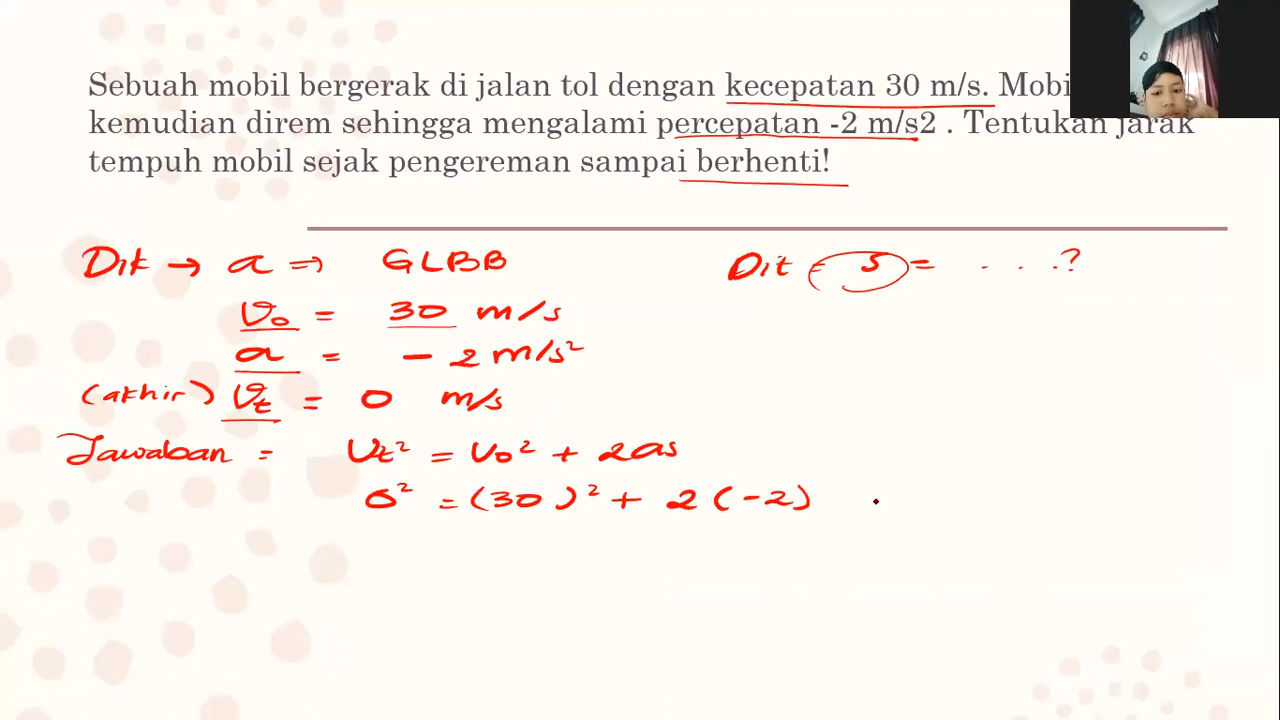 Sebuah mobil bergerak di jalan tol dengan kecepatan 30 m/s. Mobi
kemudian direm sehingga mengalami percepatan -2 m/s2 . Tentukan jarak
tempuh mobil sejak pengereman sampai berhenti!
Dik → a ⇒ GLBB
Dit = s = . . . ?
v₀ = 30 m/s
a = - 2 m/s²
(akhir) vₜ = 0 m/s
Jawaban = vₜ² = v₀² + 2as
0² = (30)² + 2 (-2)